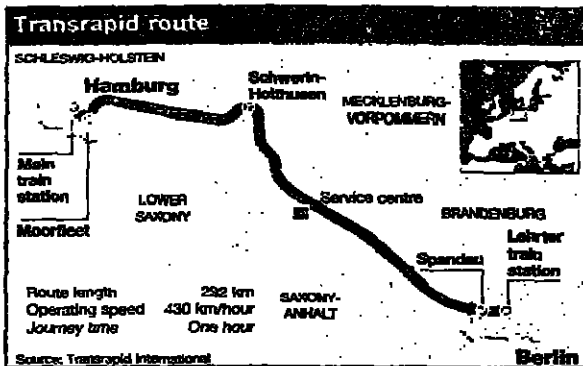 Transrapid route
SCHLESWIG-HOLSTEIN
Hamburg
Schwerin-
Holthusen
MECKLENBURG-
VORPOMMERN
Main
train
station
Moorfleet
LOWER
SAXONY
Service centre
BRANDENBURG
Spandau
Lehrter
train
station
Route length 292 km
Operating speed 430 km/hour
Journey time One hour
SAXONY-
ANHALT
Source: Transrapid International
Berlin